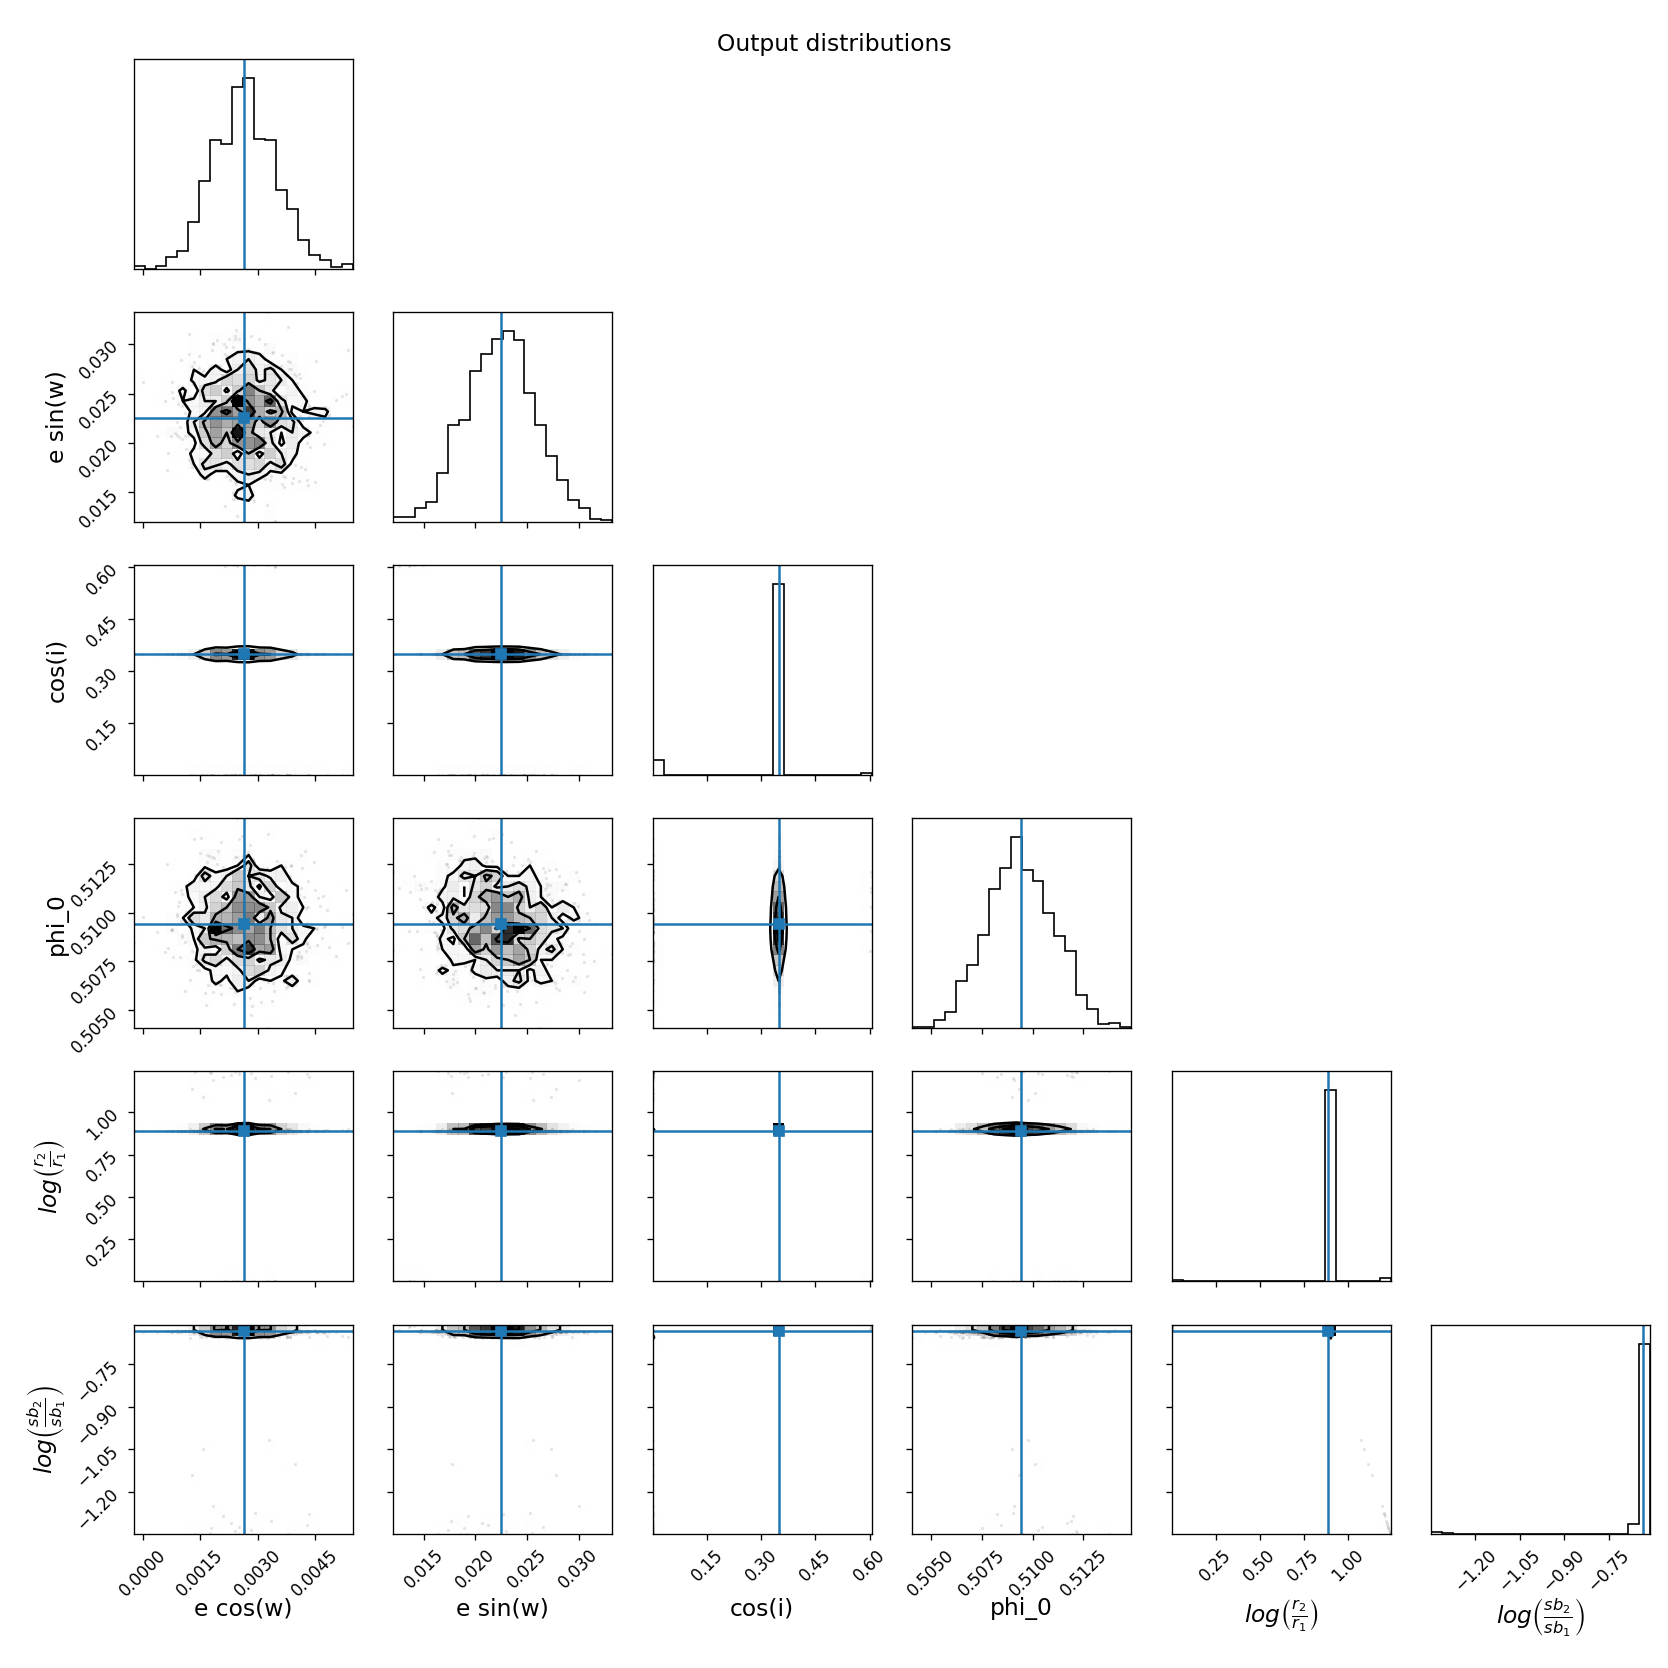 Output distributions
e sin(w)
0.030
0.025
0.020
0.015
cos(i)
0.60
0.45
0.30
0.15
phi_0
0.5125
0.5100
0.5075
0.5050
log(r2/r1)
1.00
0.75
0.50
0.25
log(sb2/sb1)
−0.75
−0.90
−1.05
−1.20
0.0000 0.0015 0.0030 0.0045
0.015 0.020 0.025 0.030
0.15 0.30 0.45 0.60
0.5050 0.5075 0.5100 0.5125
0.25 0.50 0.75 1.00
−1.20 −1.05 −0.90 −0.75
e cos(w) e sin(w) cos(i) phi_0 log(r2/r1) log(sb2/sb1)